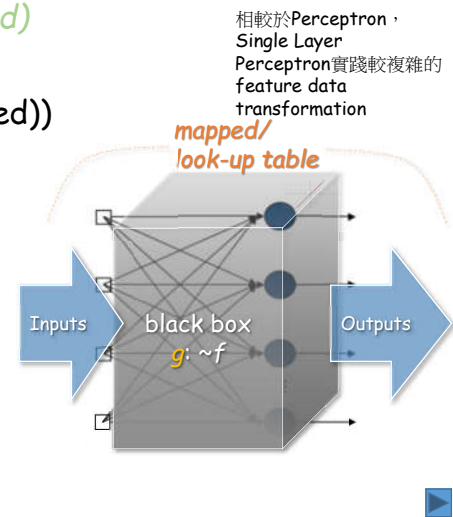 d)
相較於Perceptron，
Single Layer
Perceptron實踐較複雜的
feature data
transformation
ed))
mapped/
look-up table
Inputs
black box
g: ~f
Outputs